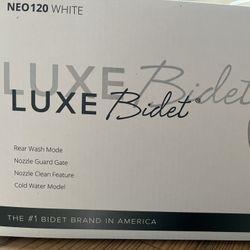 NEO120 WHITE
LUXE Bidet
LUXE Bidet®
Rear Wash Mode
Nozzle Guard Gate
Nozzle Clean Feature
Cold Water Model
THE #1 BIDET BRAND IN AMERICA